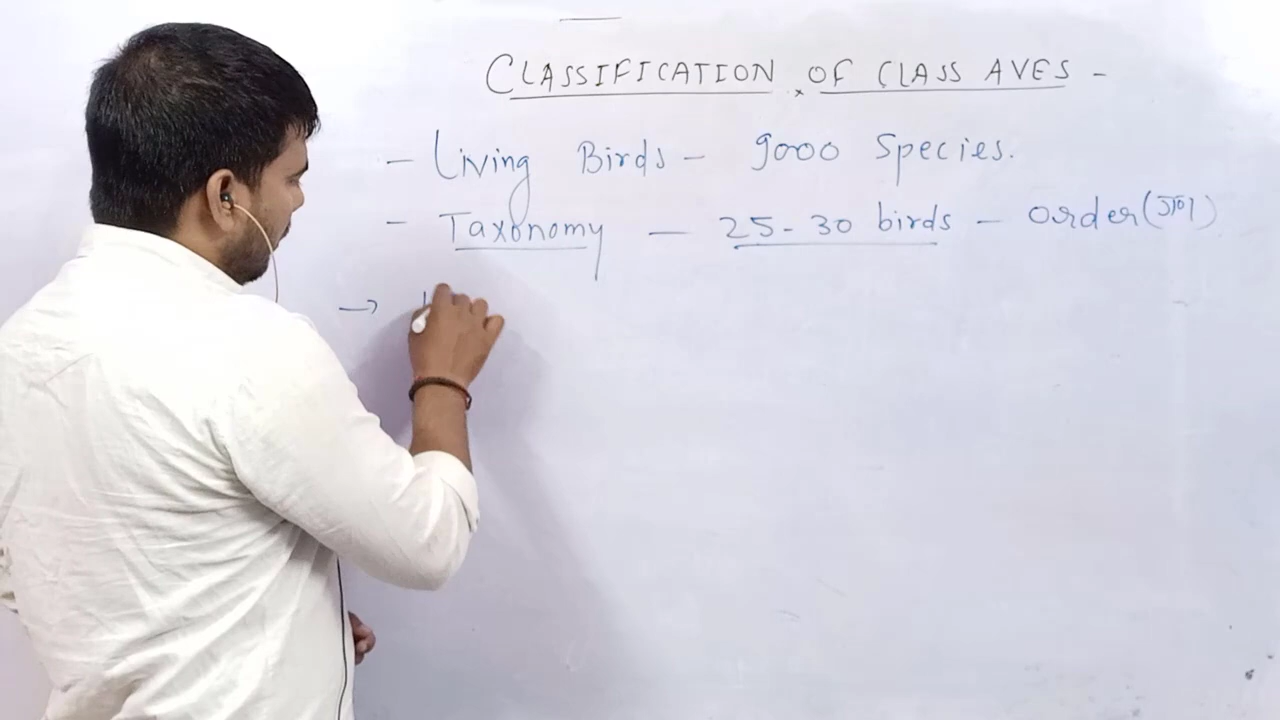 CLASSIFICATION OF CLASS AVES -
- Living Birds - 9000 Species.
- Taxonomy - 25-30 birds - order (गण)
→